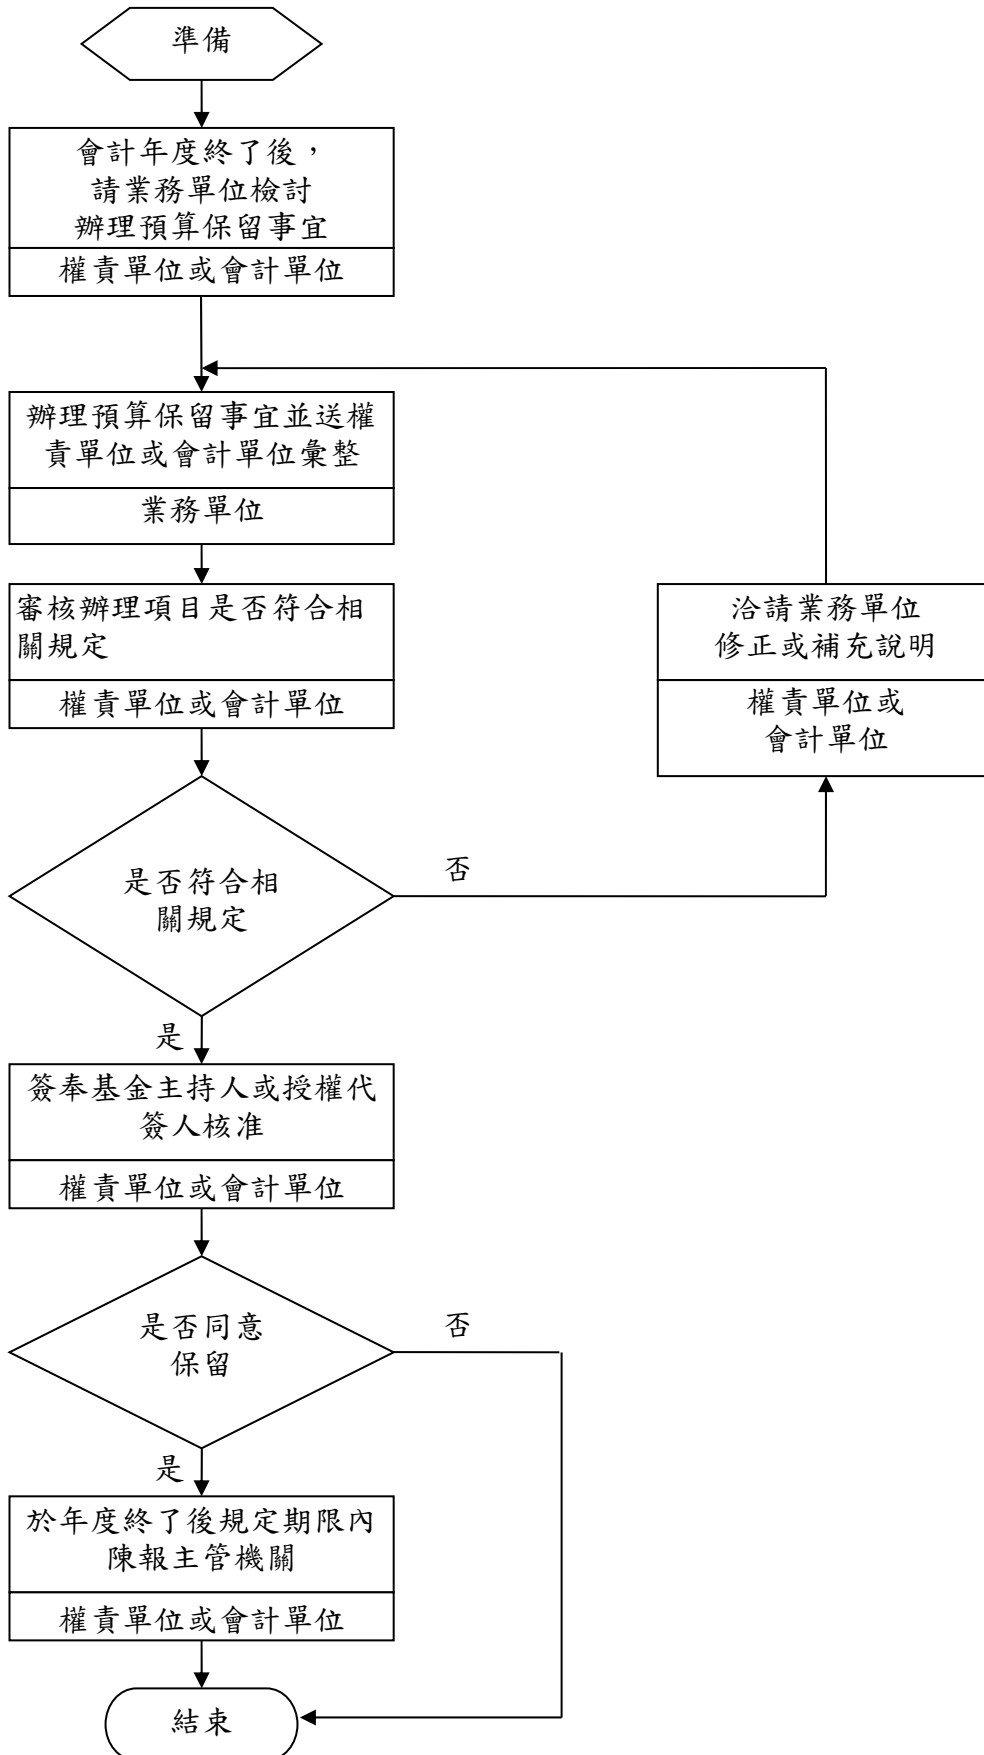 準備
會計年度終了後，
請業務單位檢討
辦理預算保留事宜
權責單位或會計單位
辦理預算保留事宜並送權
責單位或會計單位彙整
業務單位
審核辦理項目是否符合相
關規定
權責單位或會計單位
洽請業務單位
修正或補充說明
權責單位或
會計單位
是否符合相
關規定
否
是
簽奉基金主持人或授權代
簽人核准
權責單位或會計單位
是否同意
保留
否
是
於年度終了後規定期限內
陳報主管機關
權責單位或會計單位
結束